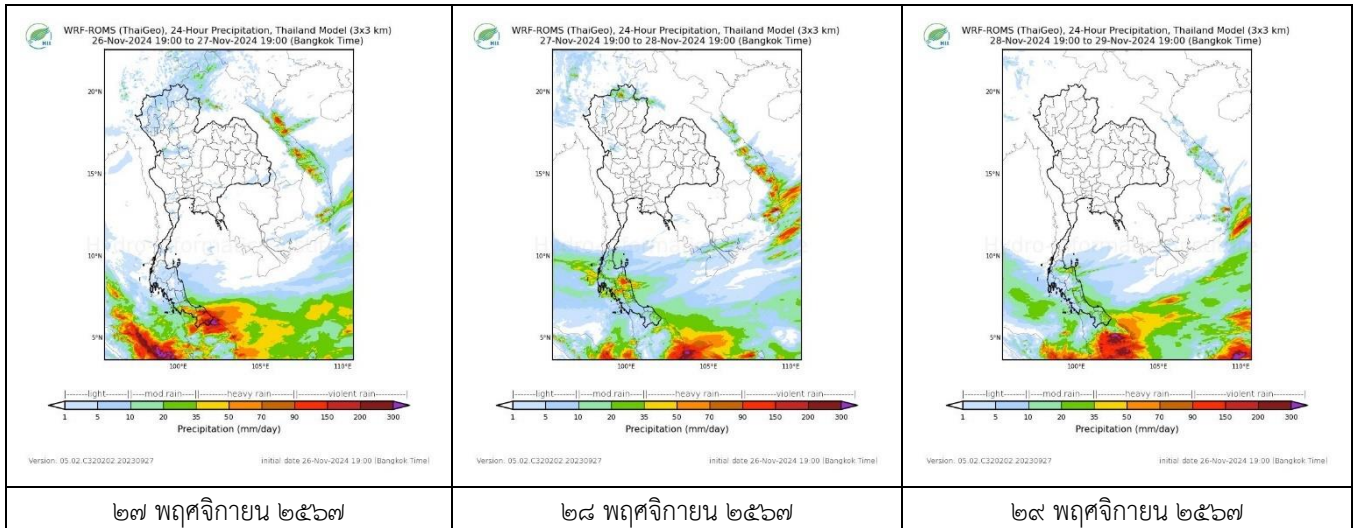 WRF-ROMS (ThaiGeo), 24-Hour Precipitation, Thailand Model (3x3 km)
26-Nov-2024 19:00 to 27-Nov-2024 19:00 (Bangkok Time)
20°N
15°N
10°N
5°N
100°E
105°E
110°E
light
mod.rain
heavy rain
violent rain
1 5 10 20 35 50 70 90 150 200 300
Precipitation (mm/day)
Version: 05.02.C320202.20230927
initial date 26-Nov-2024 19:00 (Bangkok Time)
๒๗ พฤศจิกายน ๒๕๖๗
WRF-ROMS (ThaiGeo), 24-Hour Precipitation, Thailand Model (3x3 km)
27-Nov-2024 19:00 to 28-Nov-2024 19:00 (Bangkok Time)
20°N
15°N
10°N
5°N
100°E
105°E
110°E
light
mod.rain
heavy rain
violent rain
1 5 10 20 35 50 70 90 150 200 300
Precipitation (mm/day)
Version: 05.02.C320202.20230927
initial date 26-Nov-2024 19:00 (Bangkok Time)
๒๘ พฤศจิกายน ๒๕๖๗
WRF-ROMS (ThaiGeo), 24-Hour Precipitation, Thailand Model (3x3 km)
28-Nov-2024 19:00 to 29-Nov-2024 19:00 (Bangkok Time)
20°N
15°N
10°N
5°N
100°E
105°E
110°E
light
mod.rain
heavy rain
violent rain
1 5 10 20 35 50 70 90 150 200 300
Precipitation (mm/day)
Version: 05.02.C320202.20230927
initial date 26-Nov-2024 19:00 (Bangkok Time)
๒๙ พฤศจิกายน ๒๕๖๗